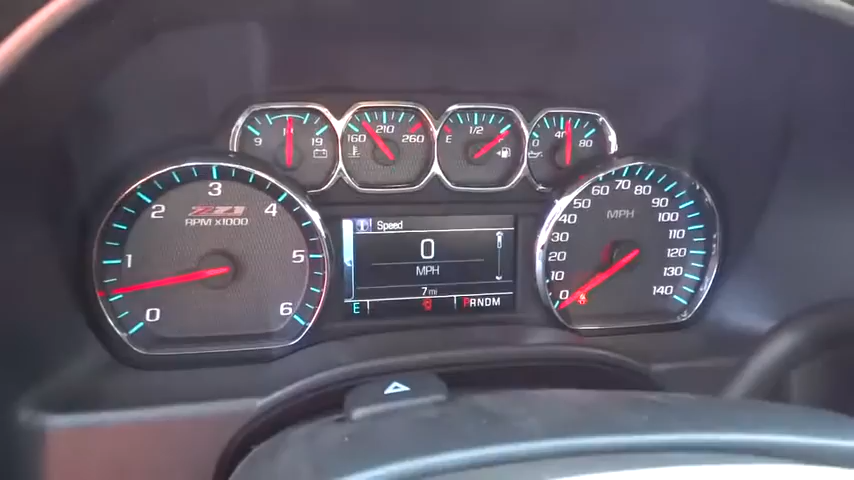 9 14 19
160 210 260
E 1/2
0 40 80
0 1 2 3 4 5 6
Z71
RPM X1000
Speed
0
MPH
7 mi
E PRNDM
0 10 20 30 40 50 60 70 80 90 100 110 120 130 140
MPH